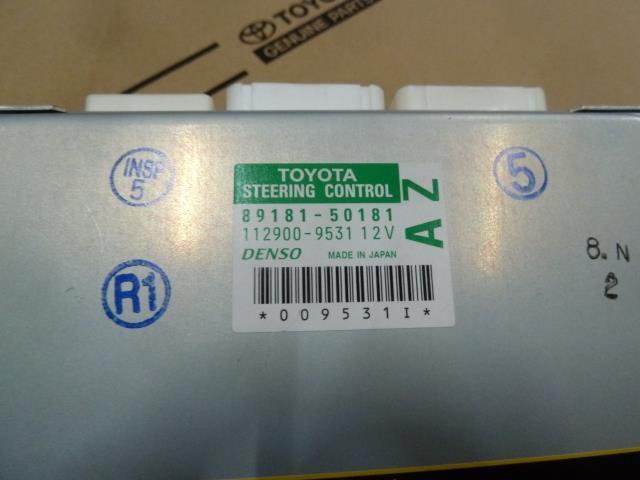 TOYOTA
GENUINE PARTS
INSP
5
5
R1
TOYOTA
STEERING CONTROL
89181-50181
112900-9531 12V
AZ
DENSO MADE IN JAPAN
*009531I*
8.N
2